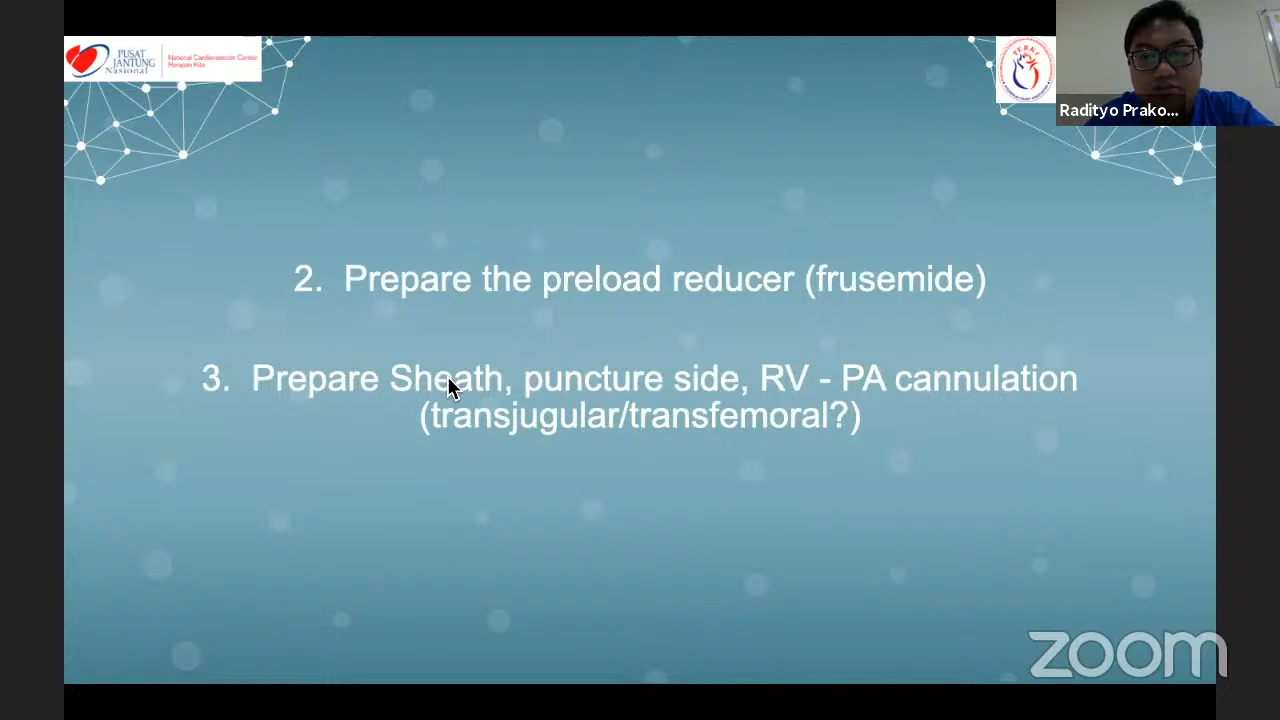 PUSAT
JANTUNG
Nasional
National Cardiovascular Center
Harapan Kita
PERKI
Radityo Prako...
2. Prepare the preload reducer (frusemide)
3. Prepare Sheath, puncture side, RV - PA cannulation
(transjugular/transfemoral?)
zoom